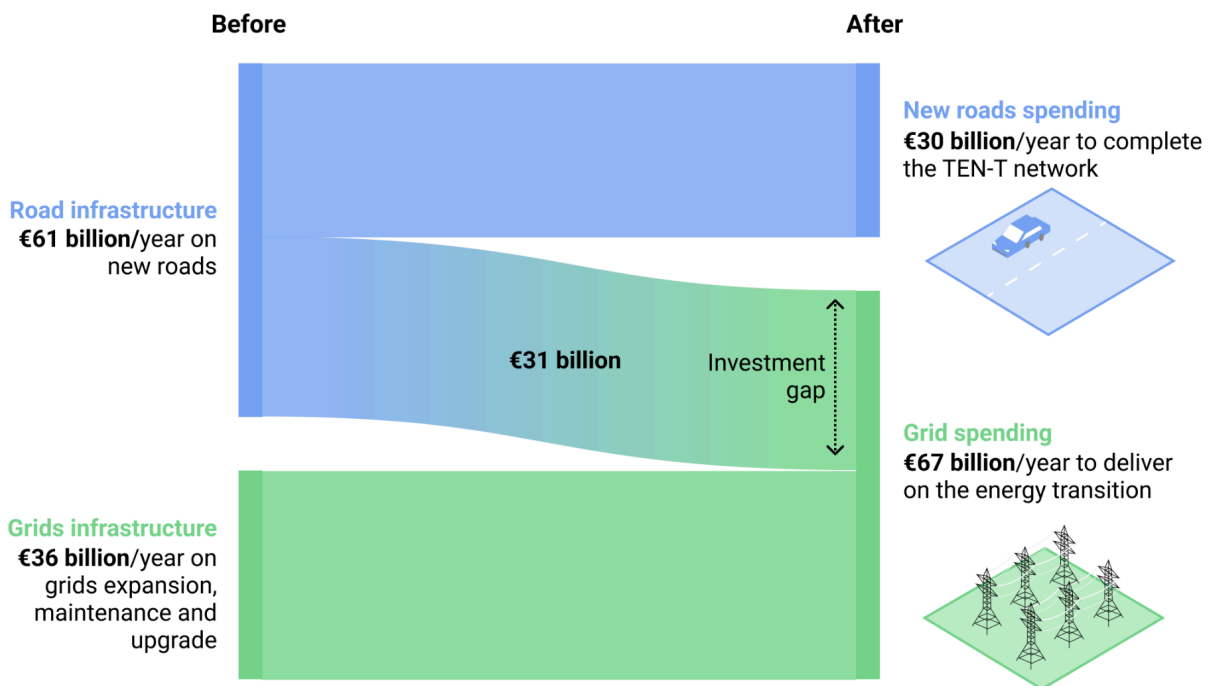 Before
After
Road infrastructure
€61 billion/year on
new roads
Grids infrastructure
€36 billion/year on
grids expansion,
maintenance and
upgrade
€31 billion
Investment
gap
New roads spending
€30 billion/year to complete
the TEN-T network
Grid spending
€67 billion/year to deliver
on the energy transition